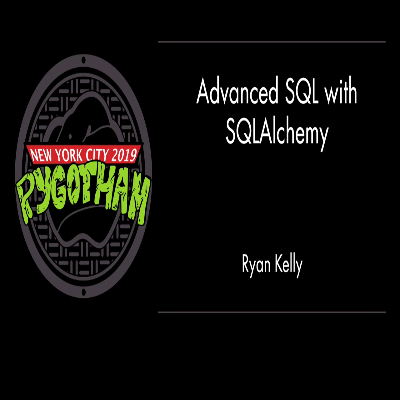 NEW YORK CITY 2019
PYGOTHAM
Advanced SQL with
SQLAlchemy
Ryan Kelly